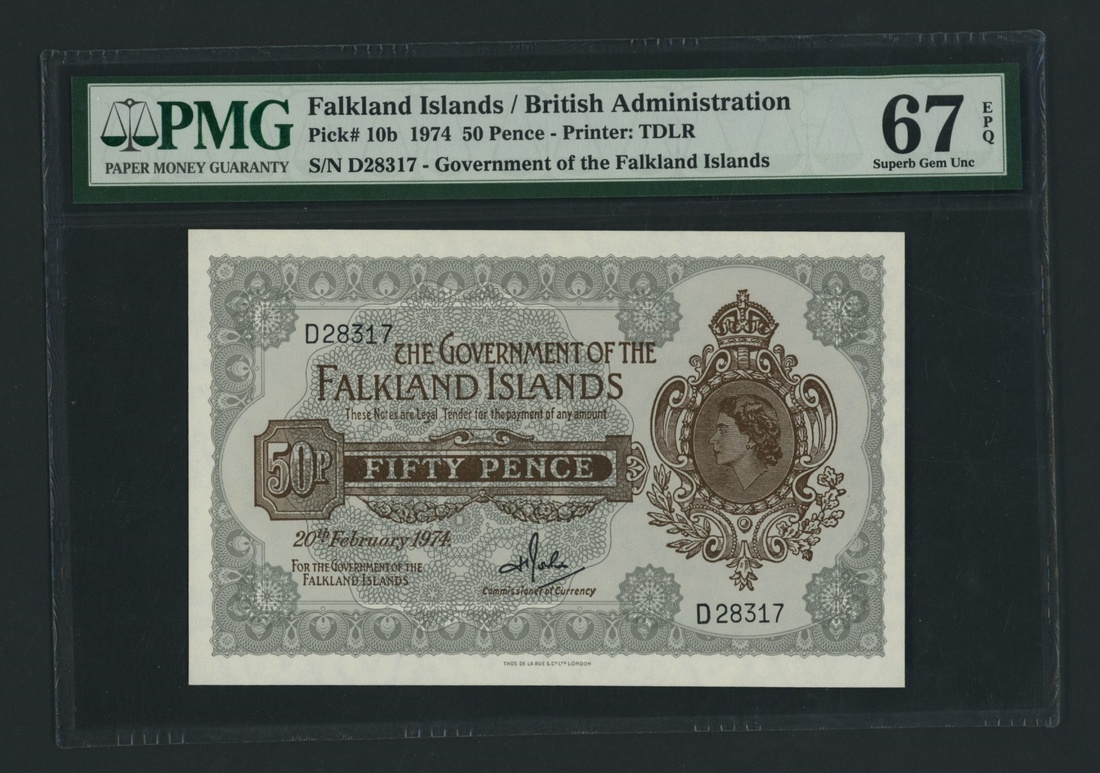 PMG
PAPER MONEY GUARANTY
Falkland Islands / British Administration
Pick# 10b 1974 50 Pence - Printer: TDLR
S/N D28317 - Government of the Falkland Islands
67
EPQ
Superb Gem Unc
D28317
THE GOVERNMENT OF THE
FALKLAND ISLANDS
These Notes are Legal Tender for the payment of any amount
50P
FIFTY PENCE
20th February 1974.
FOR THE GOVERNMENT OF THE
FALKLAND ISLANDS
Commissioner of Currency
D28317
THOS. DE LA RUE & CO LTD LONDON